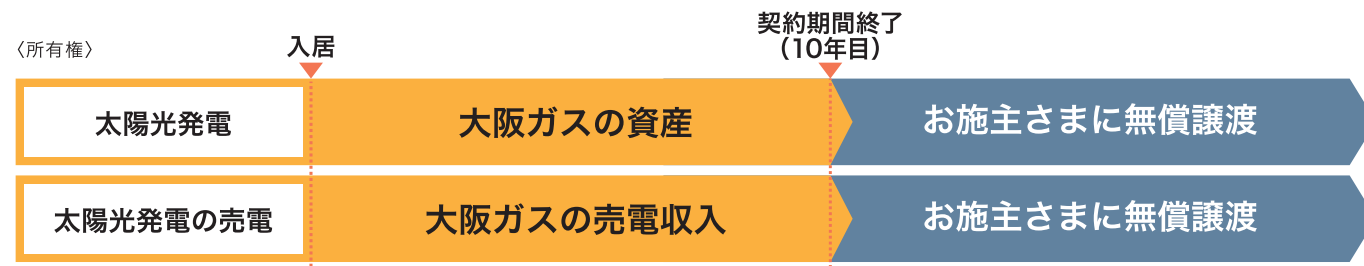 〈所有権〉
入居
契約期間終了
（10年目）
太陽光発電
大阪ガスの資産
お施主さまに無償譲渡
太陽光発電の売電
大阪ガスの売電収入
お施主さまに無償譲渡